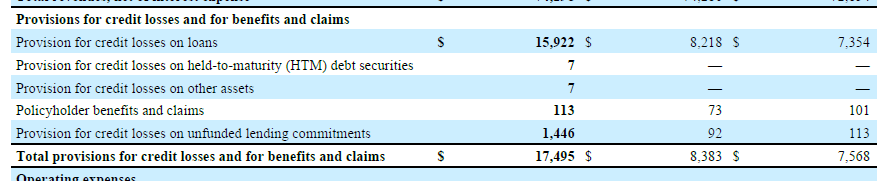 Provisions for credit losses and for benefits and claims
Provision for credit losses on loans $ 15,922 $ 8,218 $ 7,354
Provision for credit losses on held-to-maturity (HTM) debt securities 7 — —
Provision for credit losses on other assets 7 — —
Policyholder benefits and claims 113 73 101
Provision for credit losses on unfunded lending commitments 1,446 92 113
Total provisions for credit losses and for benefits and claims $ 17,495 $ 8,383 $ 7,568
Operating expenses